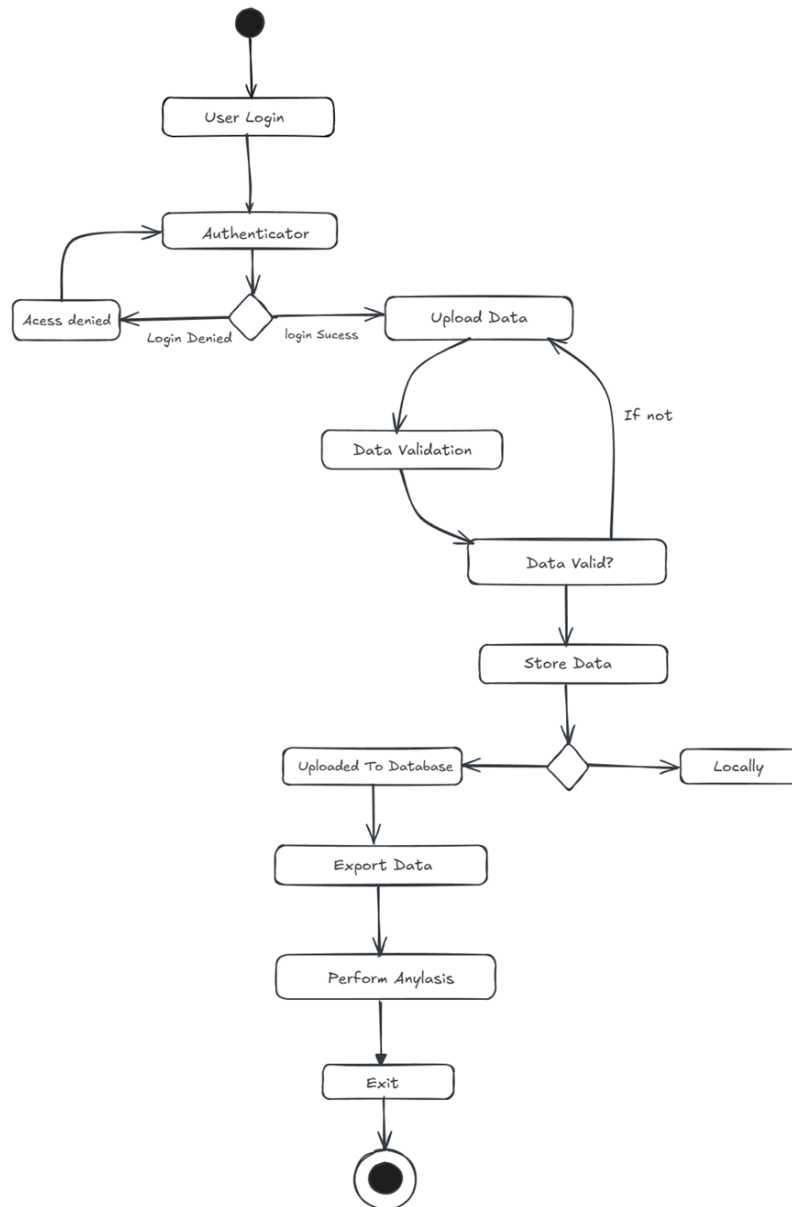 User Login
Authenticator
Acess denied
Login Denied
login Sucess
Upload Data
If not
Data Validation
Data Valid?
Store Data
Uploaded To Database
Locally
Export Data
Perform Anylasis
Exit